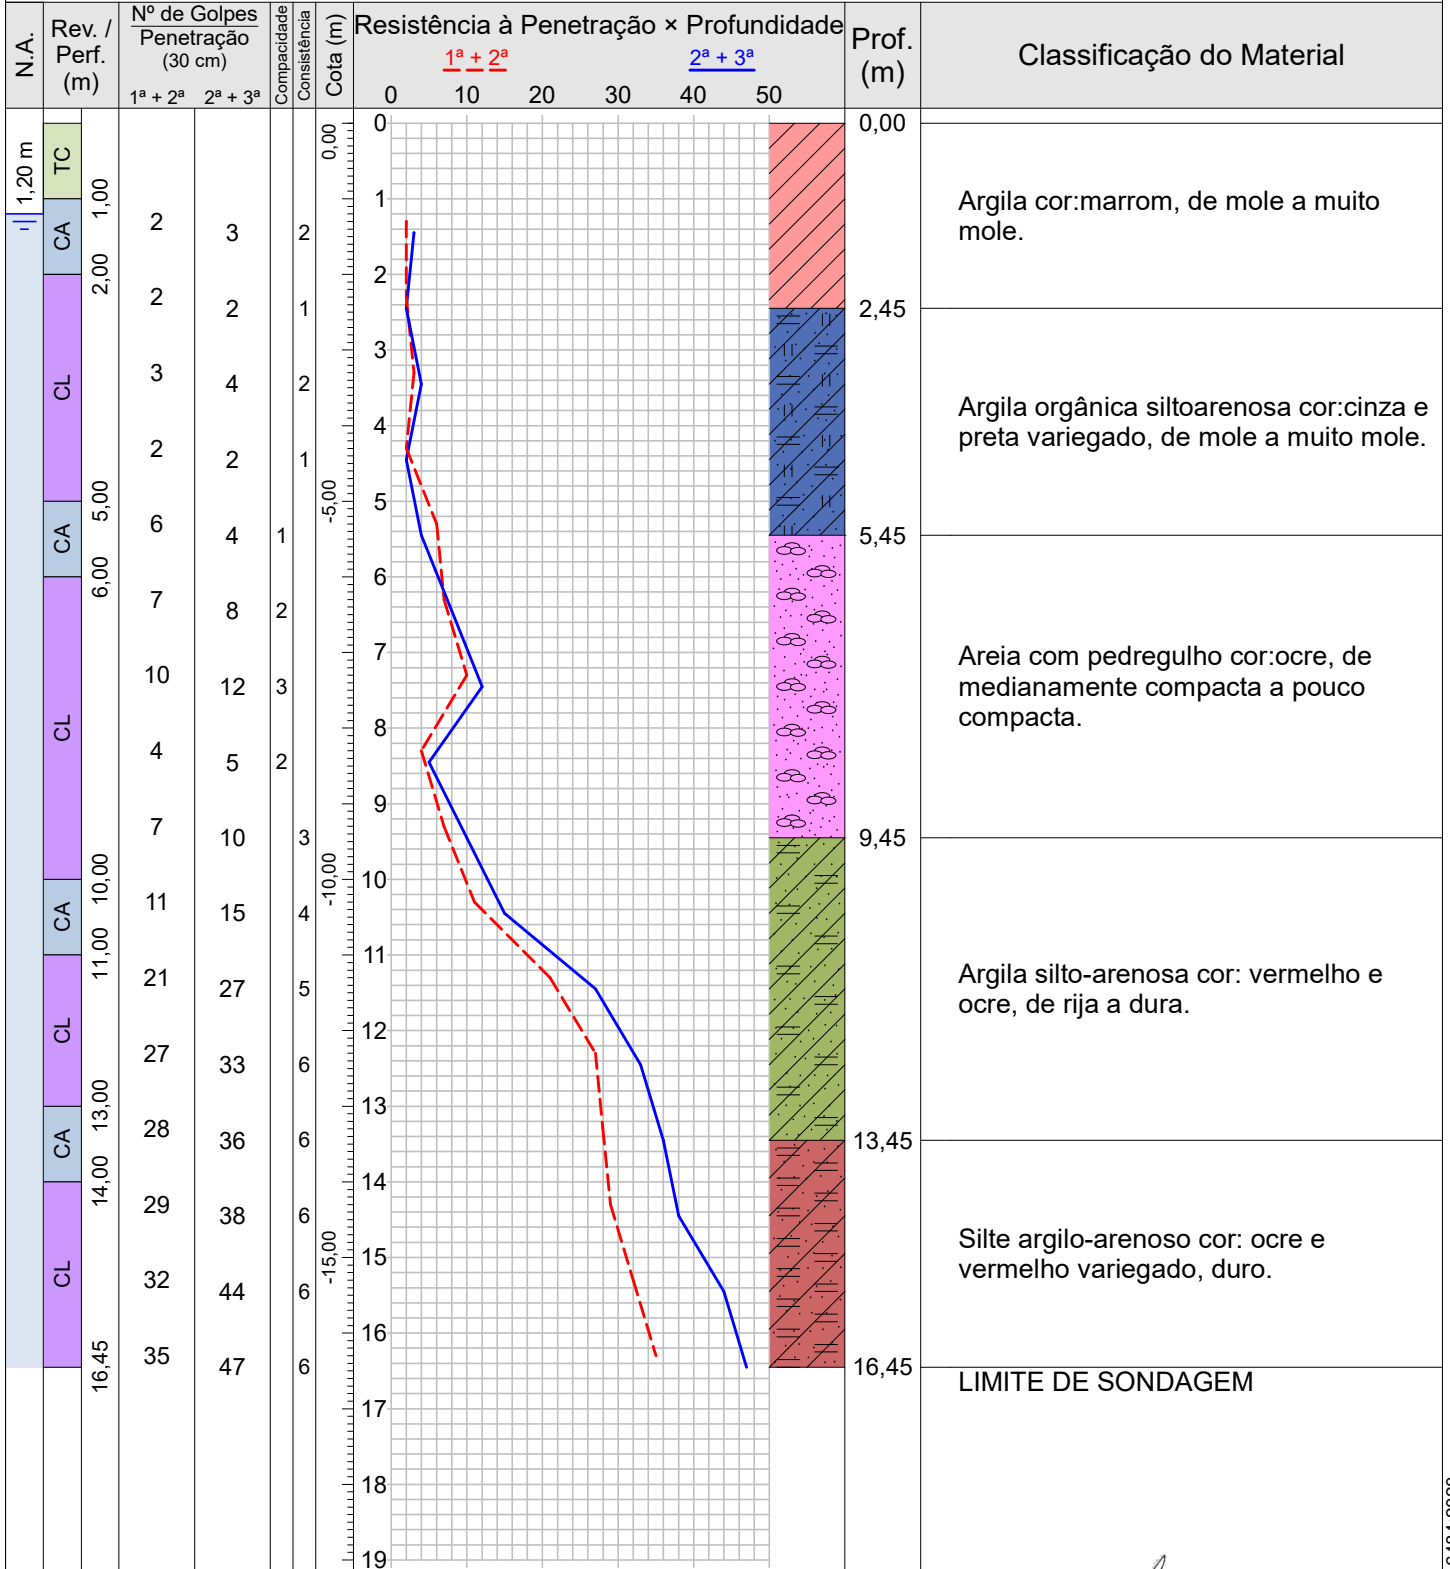 N.A.
Rev. /
Perf.
(m)
Nº de Golpes
Penetração
(30 cm)
1ª + 2ª
2ª + 3ª
Compacidade
Consistência
Cota (m)
Resistência à Penetração × Profundidade
1ª + 2ª
2ª + 3ª
0 10 20 30 40 50
Prof.
(m)
Classificação do Material
1,20 m
TC
1,00
CA
2,00
CL
5,00
CA
6,00
CL
10,00
CA
11,00
CL
13,00
CA
14,00
CL
16,45
2 3 2
2 2 1
3 4 2
2 2 1
6 4 1
7 8 2
10 12 3
4 5 2
7 10 3
11 15 4
21 27 5
27 33 6
28 36 6
29 38 6
32 44 6
35 47 6
0,00
-5,00
-10,00
-15,00
0
1
2
3
4
5
6
7
8
9
10
11
12
13
14
15
16
17
18
19
0,00
Argila cor:marrom, de mole a muito
mole.
2,45
Argila orgânica siltoarenosa cor:cinza e
preta variegado, de mole a muito mole.
5,45
Areia com pedregulho cor:ocre, de
medianamente compacta a pouco
compacta.
9,45
Argila silto-arenosa cor: vermelho e
ocre, de rija a dura.
13,45
Silte argilo-arenoso cor: ocre e
vermelho variegado, duro.
16,45
LIMITE DE SONDAGEM